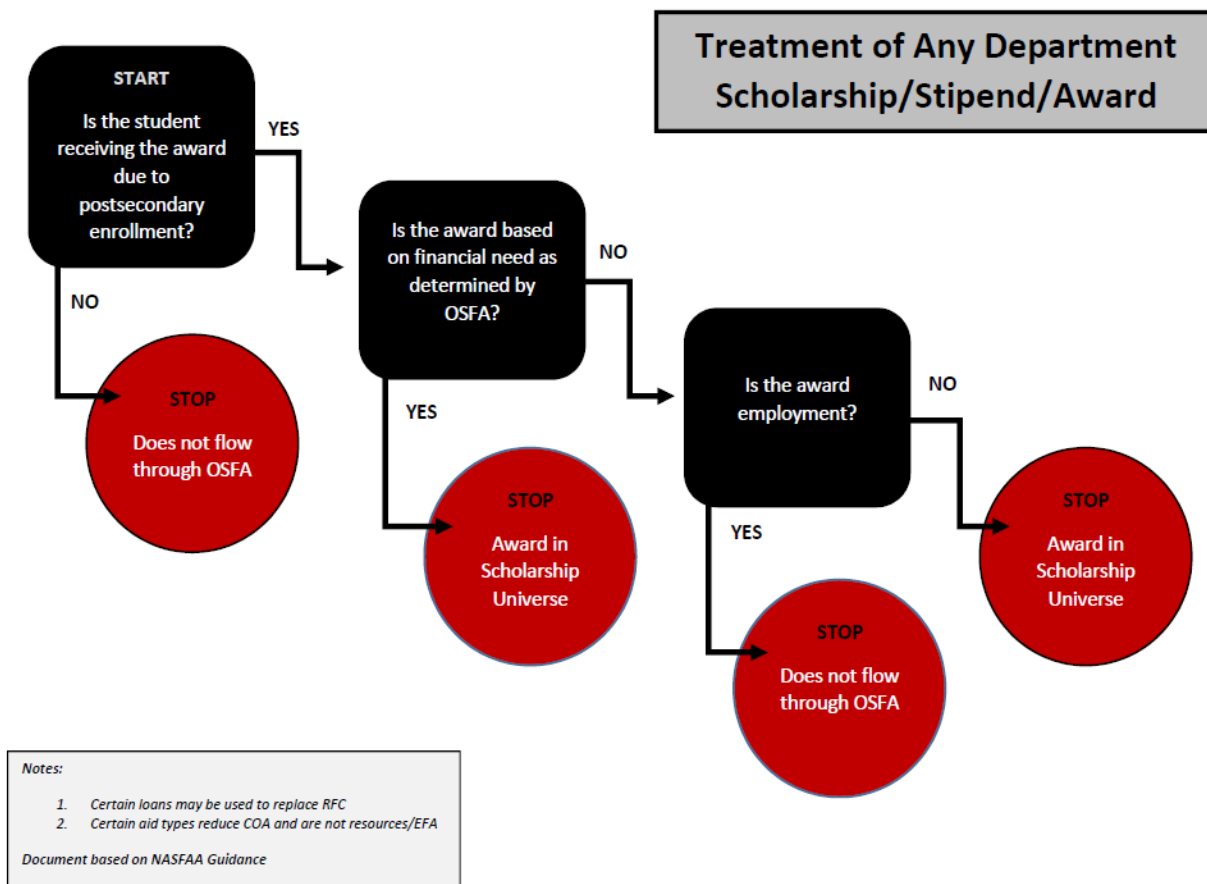 Treatment of Any Department
Scholarship/Stipend/Award
START
Is the student
receiving the award
due to
postsecondary
enrollment?
YES
NO
STOP
Does not flow
through OSFA
Is the award based
on financial need as
determined by
OSFA?
NO
YES
STOP
Award in
Scholarship
Universe
Is the award
employment?
NO
YES
STOP
Does not flow
through OSFA
STOP
Award in
Scholarship
Universe
Notes:
1. Certain loans may be used to replace RFC
2. Certain aid types reduce COA and are not resources/EFA
Document based on NASFAA Guidance